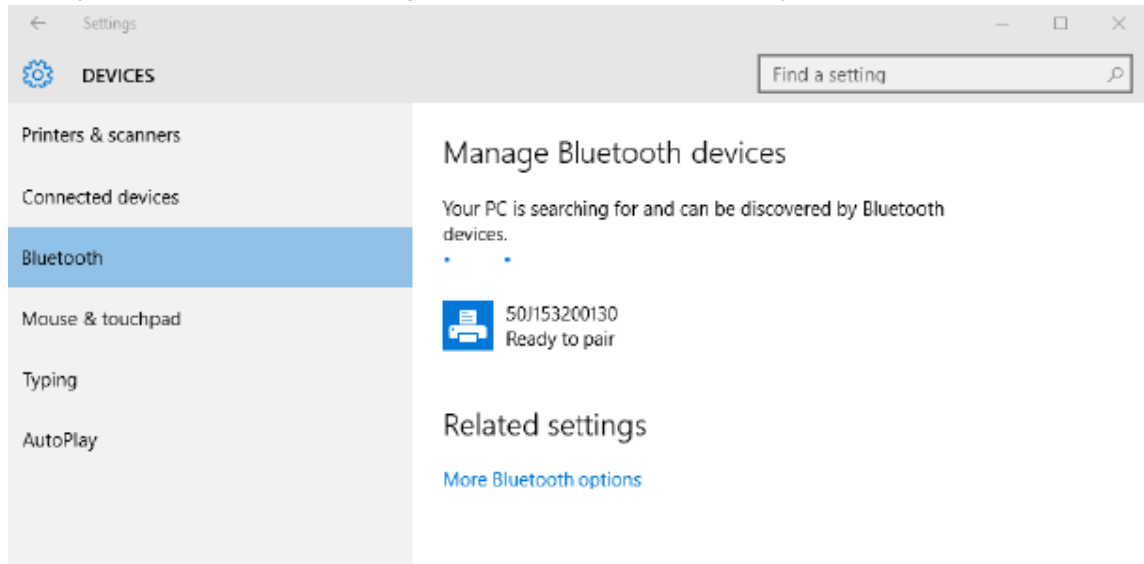 Settings
DEVICES
Find a setting
Printers & scanners
Connected devices
Bluetooth
Mouse & touchpad
Typing
AutoPlay
Manage Bluetooth devices
Your PC is searching for and can be discovered by Bluetooth
devices.
50J153200130
Ready to pair
Related settings
More Bluetooth options